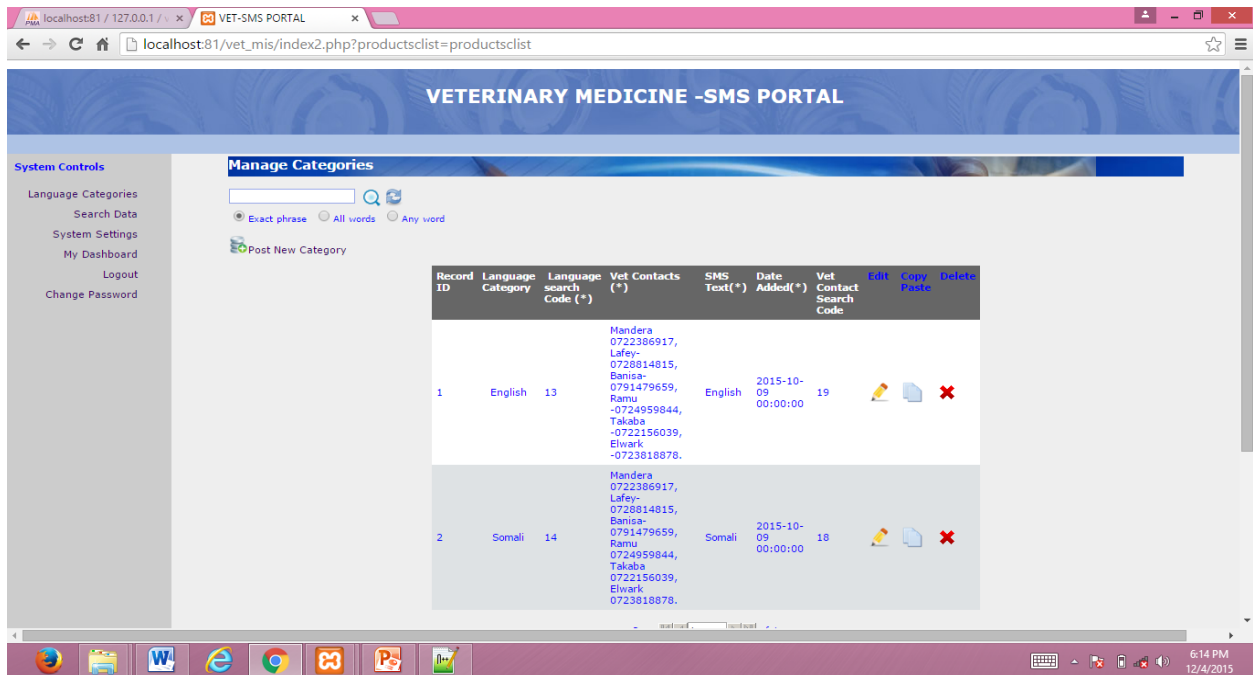 localhost:81 / 127.0.0.1 / v
VET-SMS PORTAL
localhost:81/vet_mis/index2.php?productsclist=productsclist
VETERINARY MEDICINE -SMS PORTAL
System Controls
Language Categories
Search Data
System Settings
My Dashboard
Logout
Change Password
Manage Categories
Exact phrase All words Any word
Post New Category
Record ID
Language Category
Language search Code (*)
Vet Contacts (*)
SMS Text(*)
Date Added(*)
Vet Contact Search Code
Edit
Copy Paste
Delete
1
English
13
Mandera
0722386917,
Lafey-
0728814815,
Banisa-
0791479659,
Ramu
-0724959844,
Takaba
-0722156039,
Elwark
-0723818878.
English
2015-10-
09
00:00:00
19
2
Somali
14
Mandera
0722386917,
Lafey-
0728814815,
Banisa-
0791479659,
Ramu
0724959844,
Takaba
0722156039,
Elwark
0723818878.
Somali
2015-10-
09
00:00:00
18
6:14 PM
12/4/2015